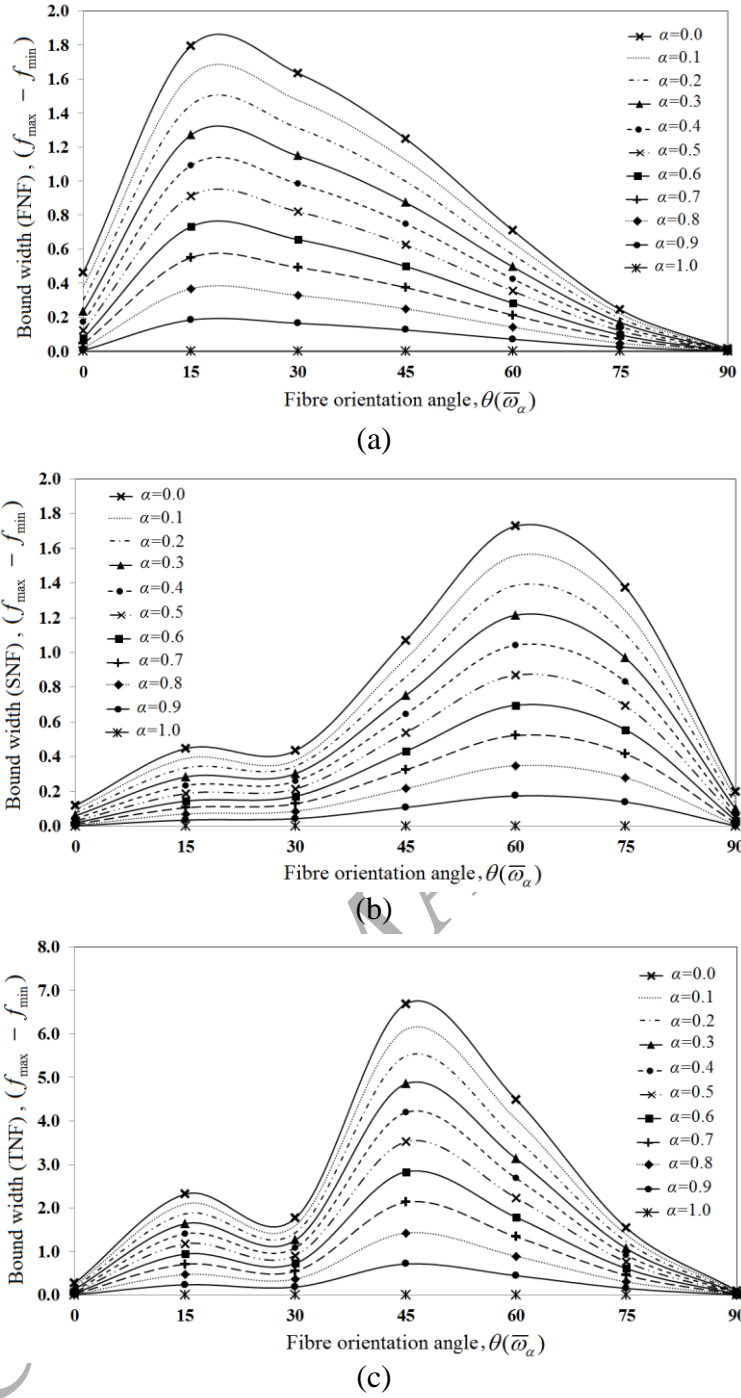 2.0
1.8
1.6
1.4
1.2
1.0
0.8
0.6
0.4
0.2
0.0
Bound width (FNF) , (f_max − f_min)
α=0.0
α=0.1
α=0.2
α=0.3
α=0.4
α=0.5
α=0.6
α=0.7
α=0.8
α=0.9
α=1.0
0 15 30 45 60 75 90
Fibre orientation angle, θ(ϖ̅_α)
(a)
2.0
1.8
1.6
1.4
1.2
1.0
0.8
0.6
0.4
0.2
0.0
Bound width (SNF) , (f_max − f_min)
α=0.0
α=0.1
α=0.2
α=0.3
α=0.4
α=0.5
α=0.6
α=0.7
α=0.8
α=0.9
α=1.0
0 15 30 45 60 75 90
Fibre orientation angle, θ(ϖ̅_α)
(b)
8.0
7.0
6.0
5.0
4.0
3.0
2.0
1.0
0.0
Bound width (TNF) , (f_max − f_min)
α=0.0
α=0.1
α=0.2
α=0.3
α=0.4
α=0.5
α=0.6
α=0.7
α=0.8
α=0.9
α=1.0
0 15 30 45 60 75 90
Fibre orientation angle, θ(ϖ̅_α)
(c)